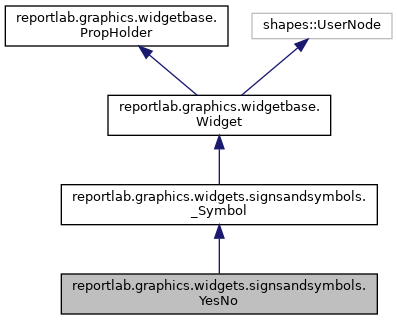 reportlab.graphics.widgetbase.
PropHolder
shapes::UserNode
reportlab.graphics.widgetbase.
Widget
reportlab.graphics.widgets.signsandsymbols.
_Symbol
reportlab.graphics.widgets.signsandsymbols.
YesNo